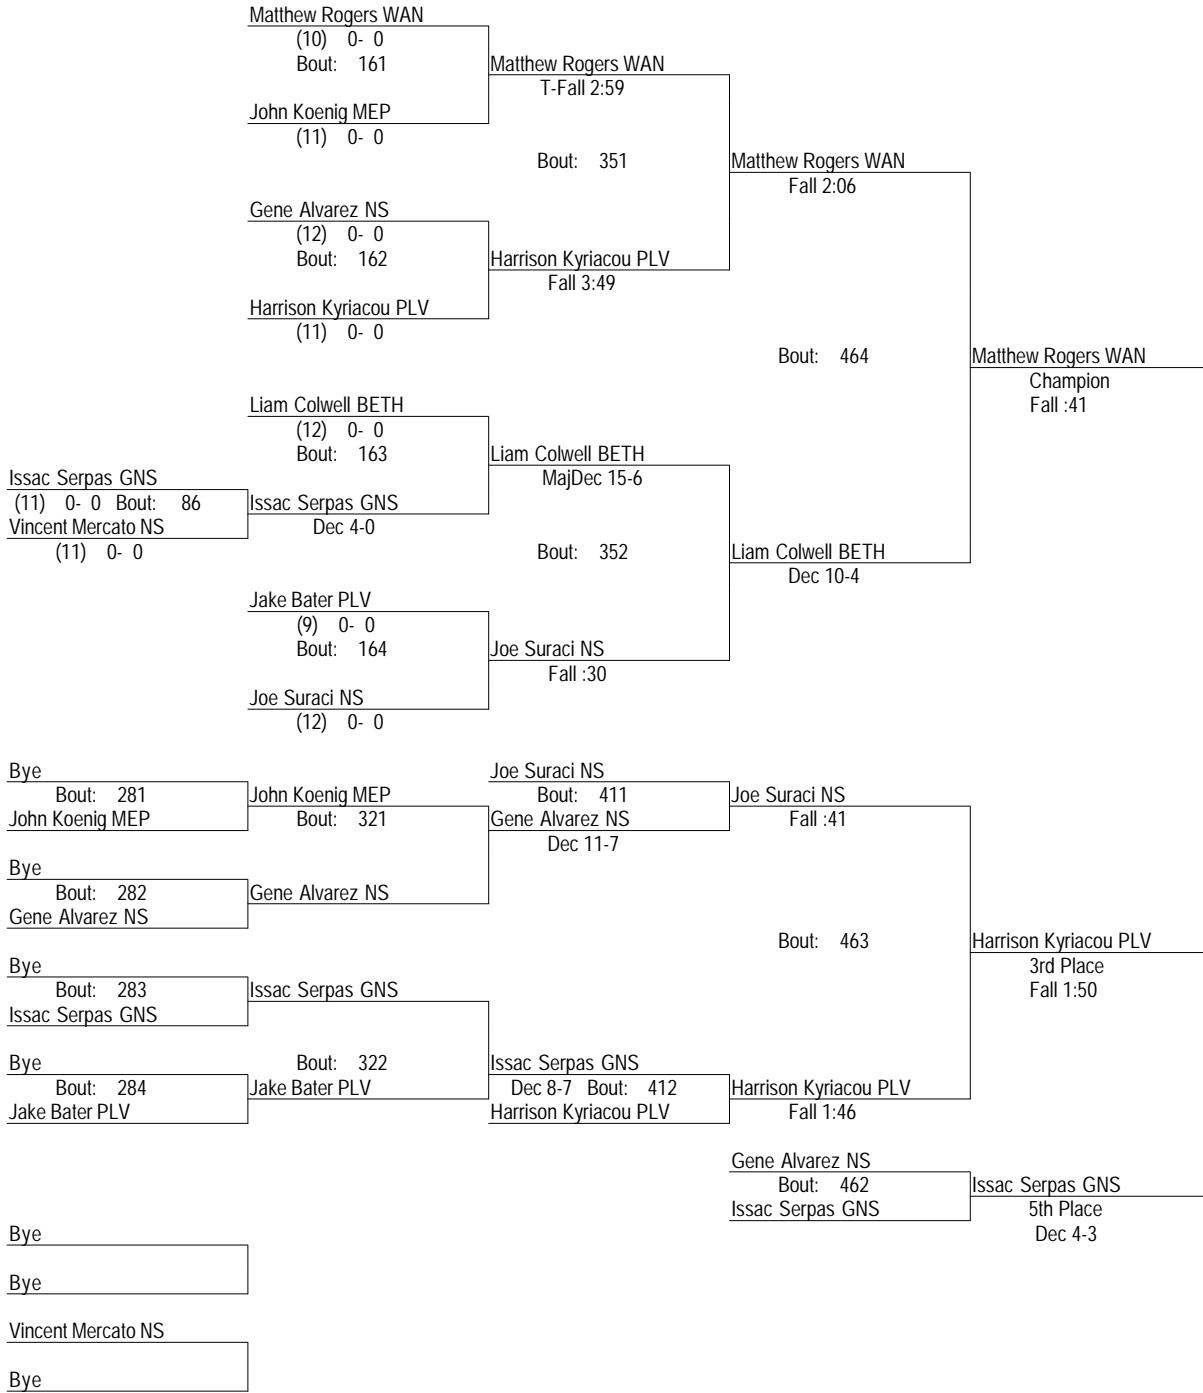 Matthew Rogers WAN
(10) 0- 0
Bout: 161
Matthew Rogers WAN
T-Fall 2:59
John Koenig MEP
(11) 0- 0
Bout: 351
Matthew Rogers WAN
Fall 2:06
Gene Alvarez NS
(12) 0- 0
Bout: 162
Harrison Kyriacou PLV
Fall 3:49
Harrison Kyriacou PLV
(11) 0- 0
Bout: 464
Matthew Rogers WAN
Champion
Fall :41
Liam Colwell BETH
(12) 0- 0
Bout: 163
Liam Colwell BETH
MajDec 15-6
Issac Serpas GNS
(11) 0- 0 Bout: 86
Issac Serpas GNS
Dec 4-0
Vincent Mercato NS
(11) 0- 0
Bout: 352
Liam Colwell BETH
Dec 10-4
Jake Bater PLV
(9) 0- 0
Bout: 164
Joe Suraci NS
Fall :30
Joe Suraci NS
(12) 0- 0
Bye
Bout: 281
John Koenig MEP
John Koenig MEP
Bout: 321
Joe Suraci NS
Bout: 411
Gene Alvarez NS
Dec 11-7
Joe Suraci NS
Fall :41
Bye
Bout: 282
Gene Alvarez NS
Gene Alvarez NS
Bout: 463
Harrison Kyriacou PLV
3rd Place
Fall 1:50
Bye
Bout: 283
Issac Serpas GNS
Issac Serpas GNS
Bye
Bout: 284
Jake Bater PLV
Bout: 322
Jake Bater PLV
Issac Serpas GNS
Dec 8-7 Bout: 412
Harrison Kyriacou PLV
Harrison Kyriacou PLV
Fall 1:46
Gene Alvarez NS
Bout: 462
Issac Serpas GNS
Issac Serpas GNS
5th Place
Dec 4-3
Bye
Bye
Vincent Mercato NS
Bye